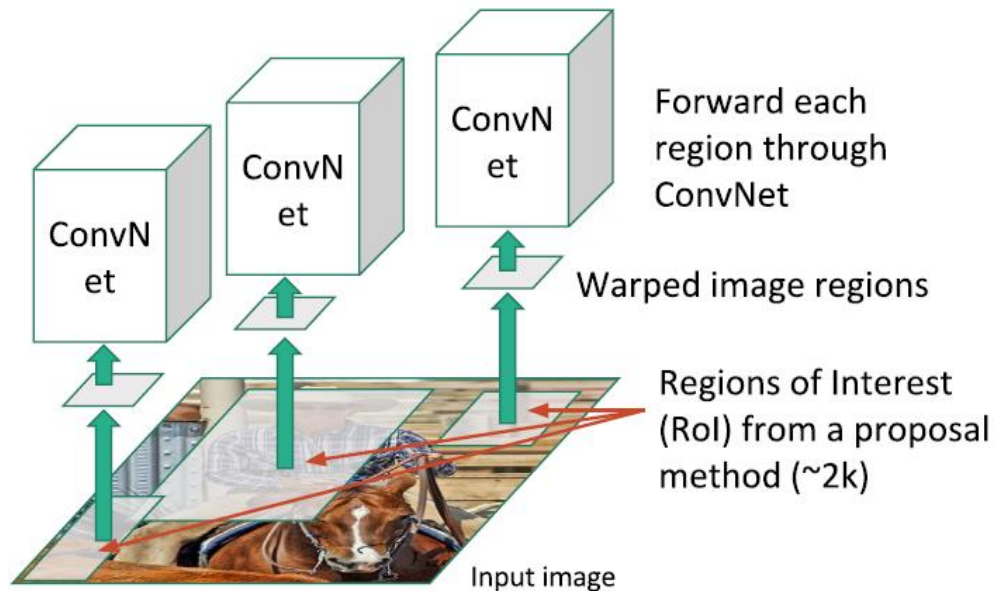 ConvN
et
ConvN
et
ConvN
et
Forward each
region through
ConvNet
Warped image regions
Regions of Interest
(RoI) from a proposal
method (~2k)
Input image